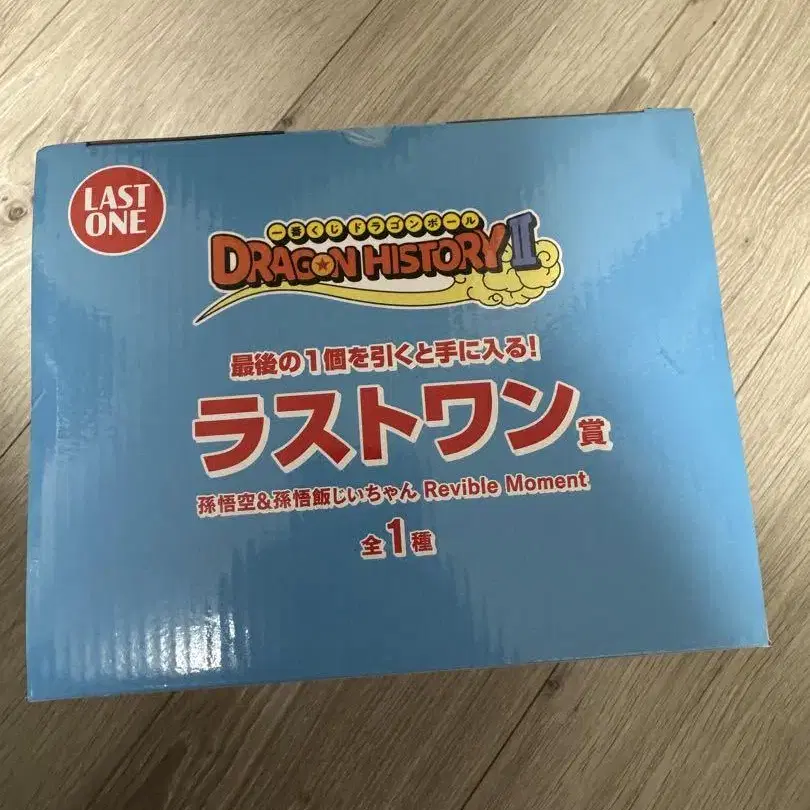 LAST
ONE
一番くじ ドラゴンボール
DRAGON HISTORY II
最後の1個を引くと手に入る!
ラストワン賞
孫悟空&孫悟飯じいちゃん Revible Moment
全1種